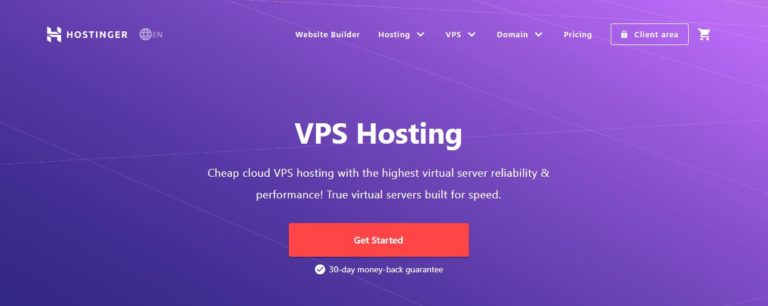 HOSTINGER EN Website Builder Hosting VPS Domain Pricing Client area
VPS Hosting
Cheap cloud VPS hosting with the highest virtual server reliability &
performance! True virtual servers built for speed.
Get Started
30-day money-back guarantee